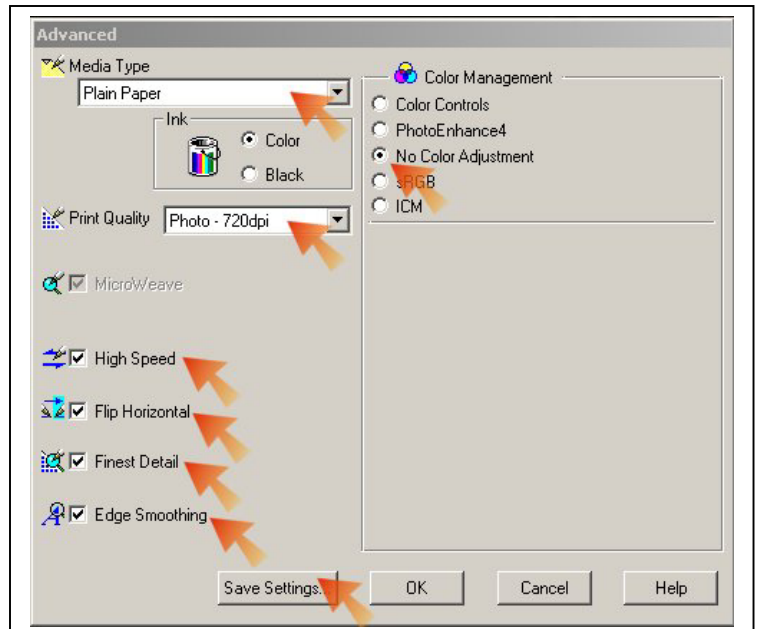 Advanced
Media Type
Plain Paper
Ink
Color
Black
Print Quality Photo - 720dpi
MicroWeave
High Speed
Flip Horizontal
Finest Detail
Edge Smoothing
Color Management
Color Controls
PhotoEnhance4
No Color Adjustment
sRGB
ICM
Save Settings... OK Cancel Help